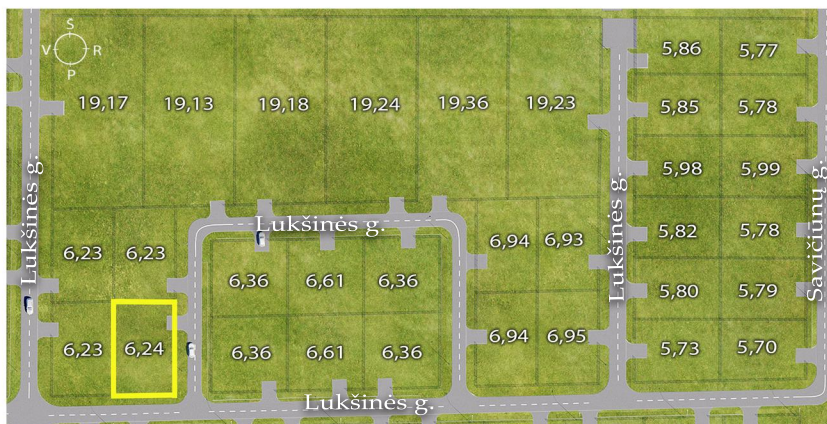 Š
V R
P
5,86 5,77
19,17 19,13 19,18 19,24 19,36 19,23
5,85 5,78
5,98 5,99
Lukšinės g.
Lukšinės g.
Lukšinės g.
Savičiūnų g.
6,23 6,23
6,94 6,93
5,82 5,78
6,36 6,61 6,36
5,80 5,79
6,23 6,24
6,36 6,61 6,36
6,94 6,95
5,73 5,70
Lukšinės g.